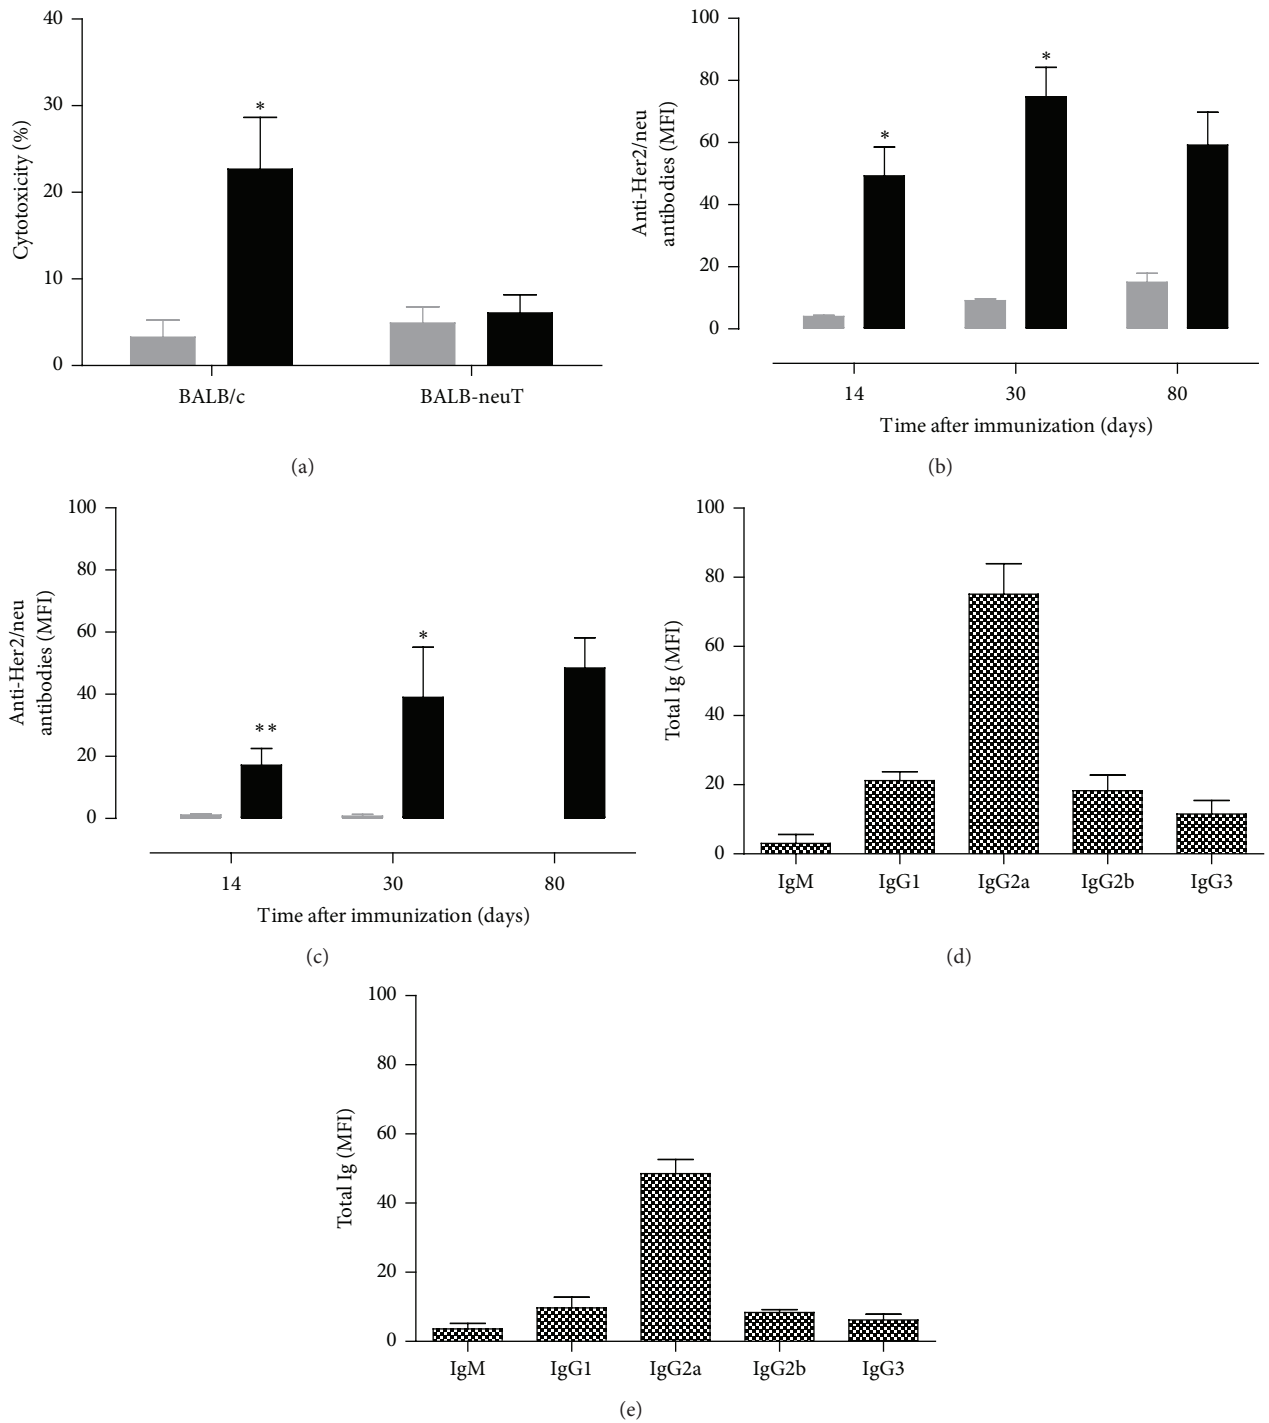 40
30
20
10
0
Cytotoxicity (%)
*
BALB/c
BALB-neuT
(a)
100
80
60
40
20
0
Anti-Her2/neu
antibodies (MFI)
*
*
14
30
80
Time after immunization (days)
(b)
100
80
60
40
20
0
Anti-Her2/neu
antibodies (MFI)
**
*
14
30
80
Time after immunization (days)
(c)
100
80
60
40
20
0
Total Ig (MFI)
IgM
IgG1
IgG2a
IgG2b
IgG3
(d)
100
80
60
40
20
0
Total Ig (MFI)
IgM
IgG1
IgG2a
IgG2b
IgG3
(e)